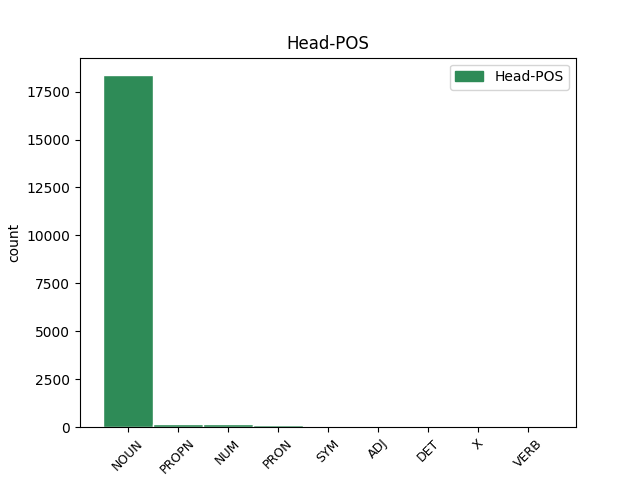 Head-POS
Head-POS
17500
15000
12500
10000
7500
5000
2500
0
count
NOUN
PROPN
NUM
PRON
SYM
ADJ
DET
X
VERB